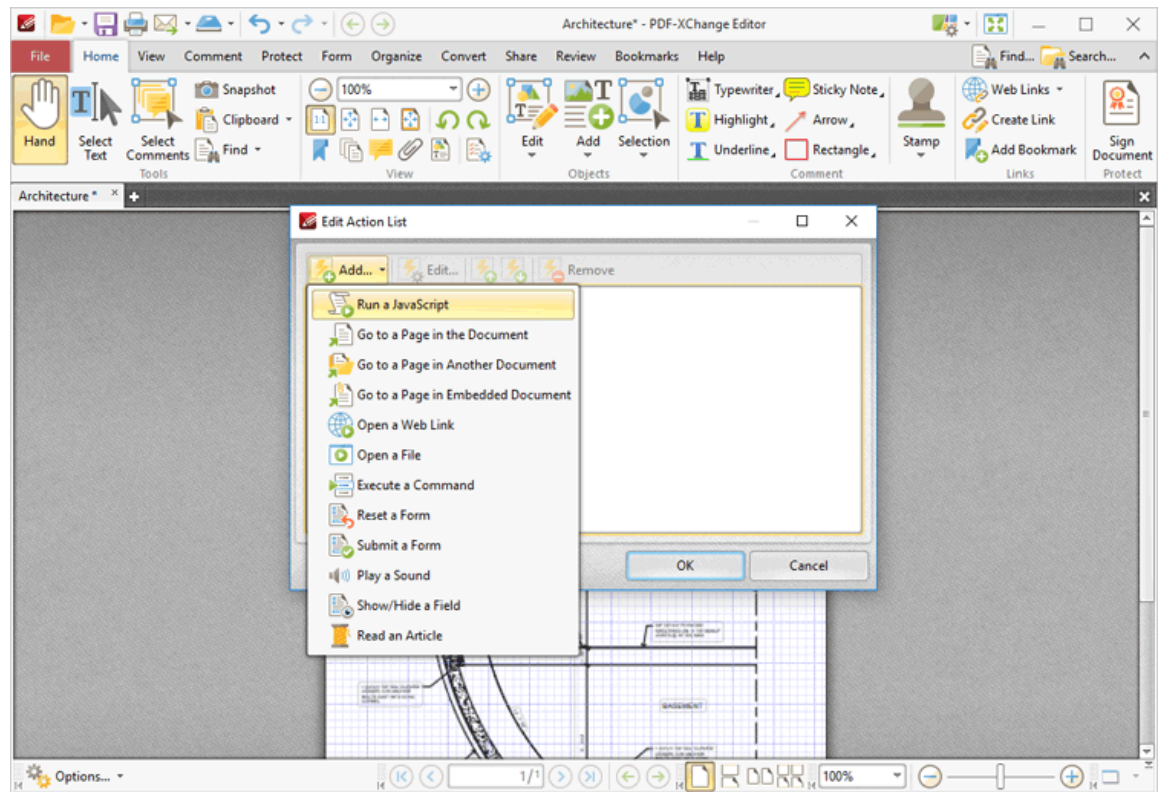 Architecture* - PDF-XChange Editor
File Home View Comment Protect Form Organize Convert Share Review Bookmarks Help Find... Search...
Hand
Select Text
Select Comments
Snapshot
Clipboard
Find
Tools
100%
1:1
View
Edit
Add
Selection
Objects
Typewriter
Sticky Note
Highlight
Arrow
Underline
Rectangle
Stamp
Comment
Web Links
Create Link
Add Bookmark
Links
Sign Document
Protect
Architecture *
Edit Action List
Add... Edit... Remove
Run a JavaScript
Go to a Page in the Document
Go to a Page in Another Document
Go to a Page in Embedded Document
Open a Web Link
Open a File
Execute a Command
Reset a Form
Submit a Form
Play a Sound
Show/Hide a Field
Read an Article
OK Cancel
BASEMENT
Options... 1/1 100%